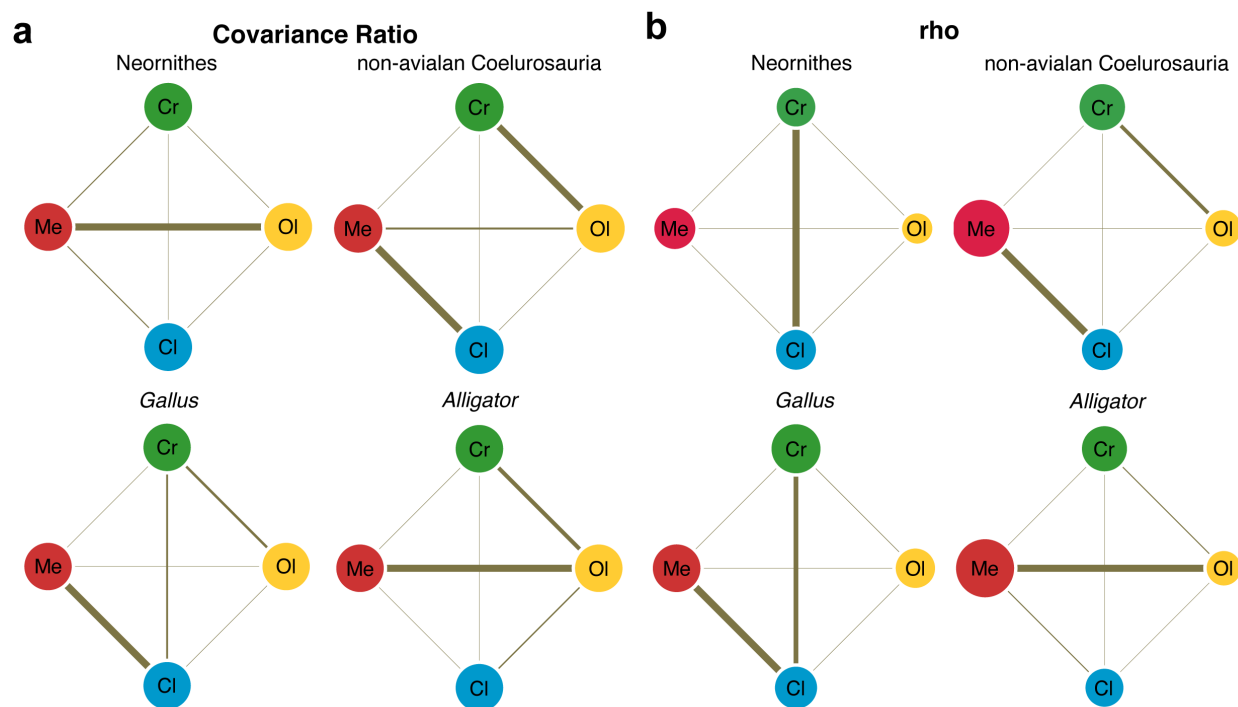 a
Covariance Ratio
Neornithes
non-avialan Coelurosauria
Cr
Me
Ol
Cl
Cr
Me
Ol
Cl
Gallus
Alligator
Cr
Me
Ol
Cl
Cr
Me
Ol
Cl
b
rho
Neornithes
non-avialan Coelurosauria
Cr
Me
Ol
Cl
Cr
Me
Ol
Cl
Gallus
Alligator
Cr
Me
Ol
Cl
Cr
Me
Ol
Cl